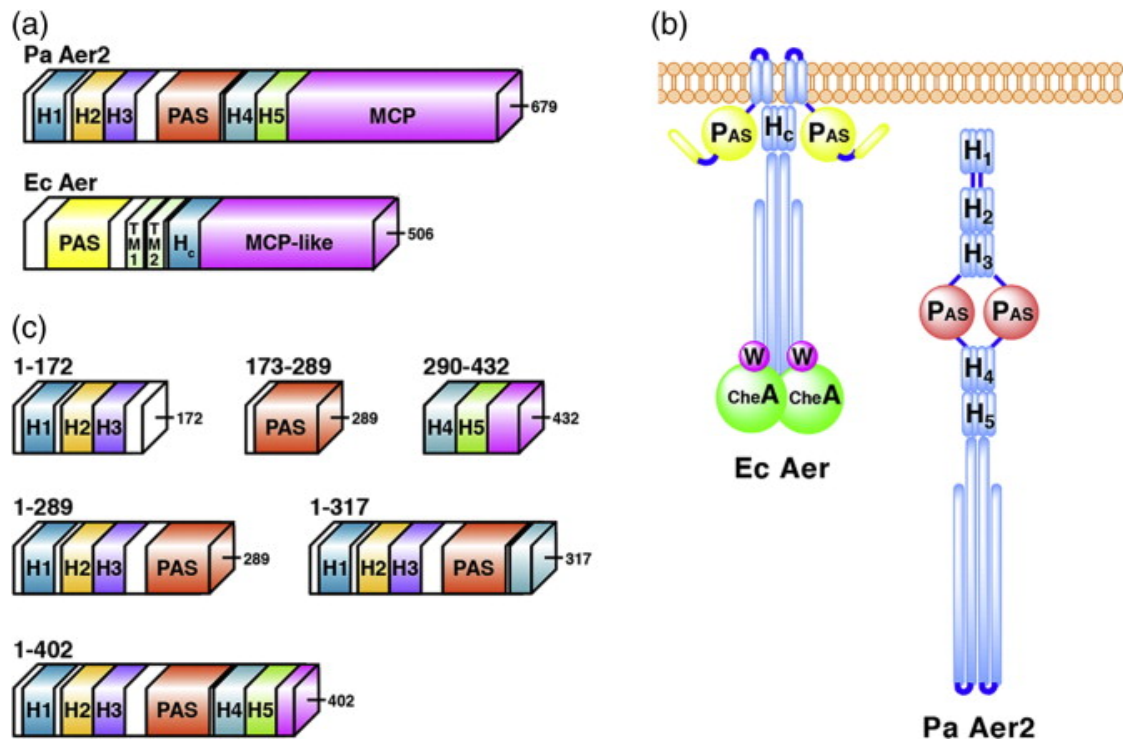 (a)
Pa Aer2
H1 H2 H3 PAS H4 H5 MCP 679
Ec Aer
PAS TM1 TM2 Hc MCP-like 506
(b)
PAS Hc PAS
W W
CheA CheA
Ec Aer
H1
H2
H3
PAS PAS
H4
H5
Pa Aer2
(c)
1-172 173-289 290-432
H1 H2 H3 172 PAS 289 H4 H5 432
1-289 1-317
H1 H2 H3 PAS 289 H1 H2 H3 PAS 317
1-402
H1 H2 H3 PAS H4 H5 402